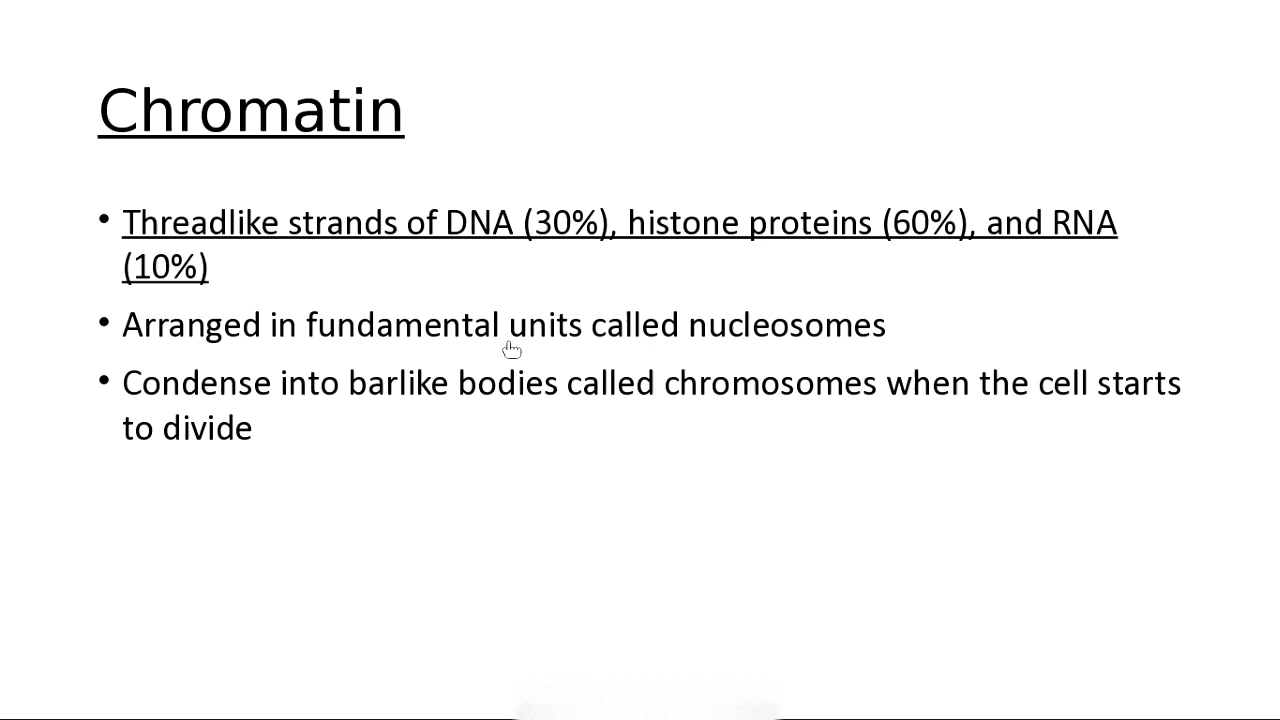 Chromatin
• Threadlike strands of DNA (30%), histone proteins (60%), and RNA
(10%)
• Arranged in fundamental units called nucleosomes
• Condense into barlike bodies called chromosomes when the cell starts
to divide